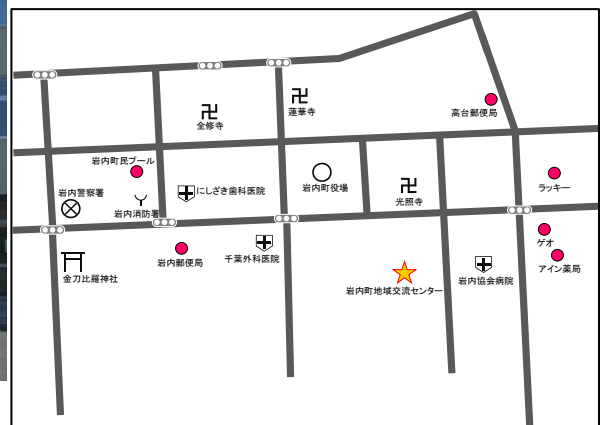 高台郵便局
蓮華寺
全修寺
岩内町民プール
岩内警察署
岩内消防署
にしざき歯科医院
岩内町役場
光照寺
ラッキー
金刀比羅神社
岩内郵便局
千葉外科医院
岩内町地域交流センター
岩内協会病院
ゲオ
アイン薬局